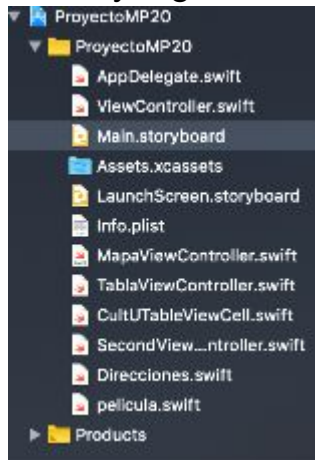 ProyectoMP20
ProyectoMP20
AppDelegate.swift
ViewController.swift
Main.storyboard
Assets.xcassets
LaunchScreen.storyboard
Info.plist
MapaViewController.swift
TablaViewController.swift
CultUTableViewCell.swift
SecondView...ntroller.swift
Direcciones.swift
pelicula.swift
Products